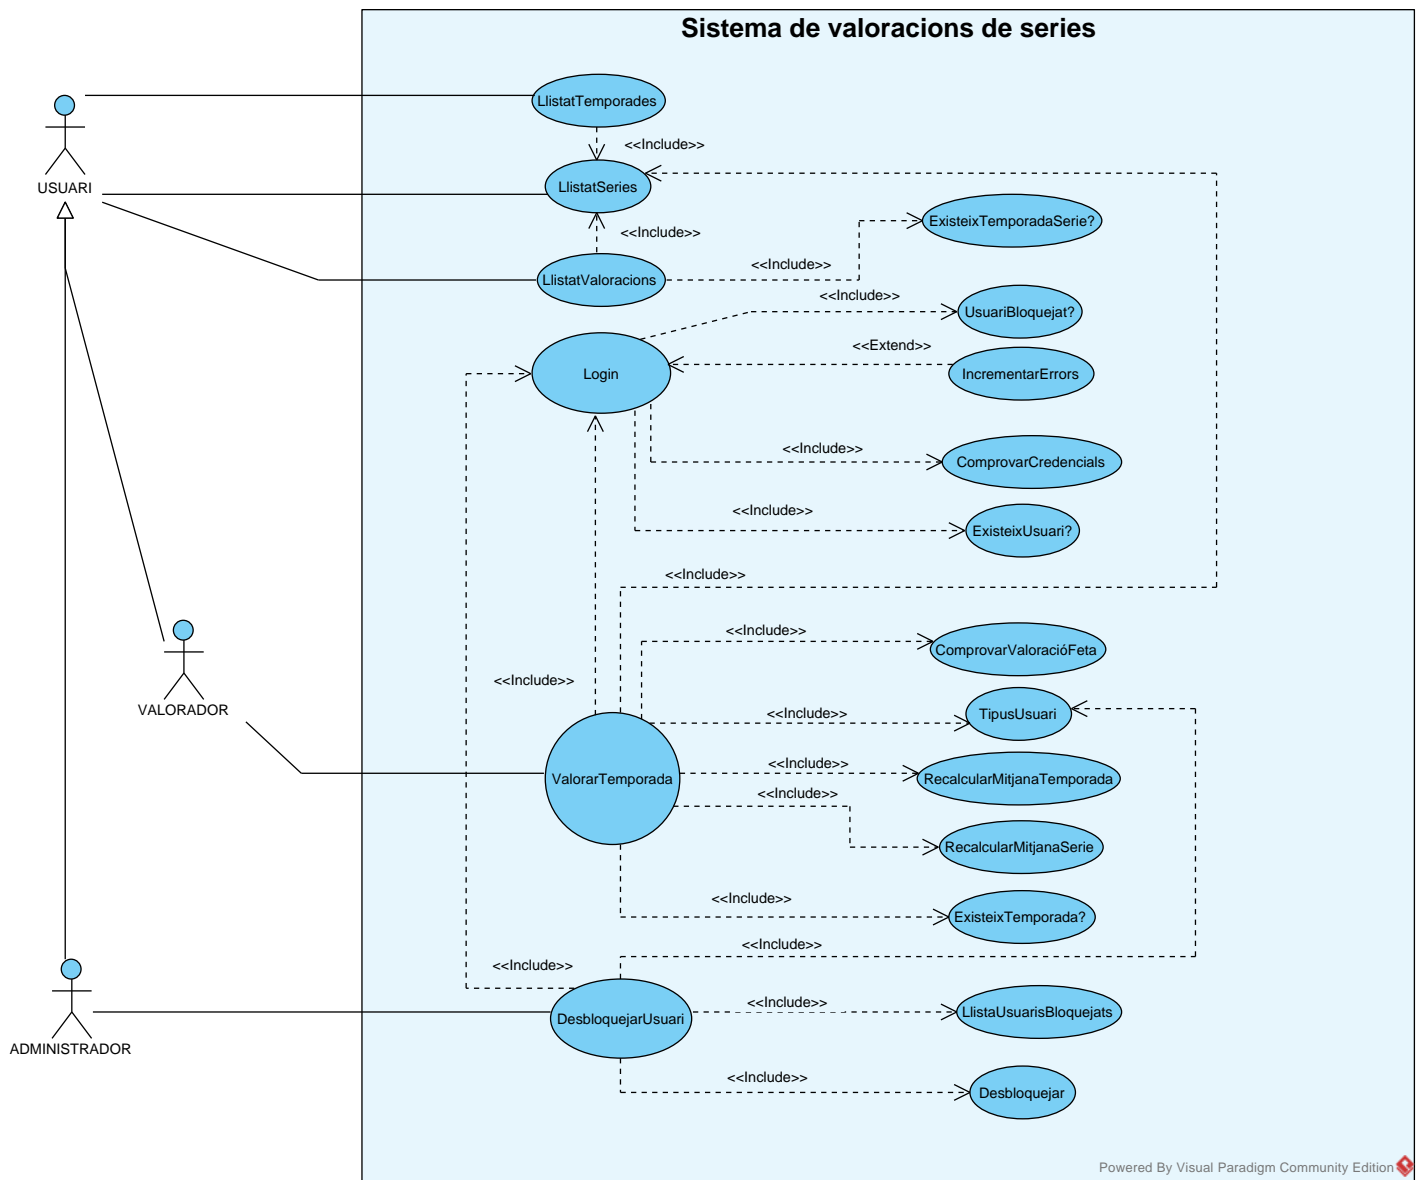 Sistema de valoracions de series
LlistatTemporades
<<Include>>
USUARI
LlistatSeries
ExisteixTemporadaSerie?
<<Include>>
<<Include>>
LlistatValoracions
<<Include>>
UsuariBloquejat?
<<Extend>>
Login
IncrementarErrors
<<Include>>
ComprovarCredencials
<<Include>>
ExisteixUsuari?
<<Include>>
<<Include>>
ComprovarValoracióFeta
<<Include>>
VALORADOR
<<Include>>
TipusUsuari
<<Include>>
ValorarTemporada
RecalcularMitjanaTemporada
<<Include>>
RecalcularMitjanaSerie
<<Include>>
ExisteixTemporada?
<<Include>>
<<Include>>
<<Include>>
DesbloquejarUsuari
LlistaUsuarisBloquejats
ADMINISTRADOR
<<Include>>
Desbloquejar
Powered By Visual Paradigm Community Edition